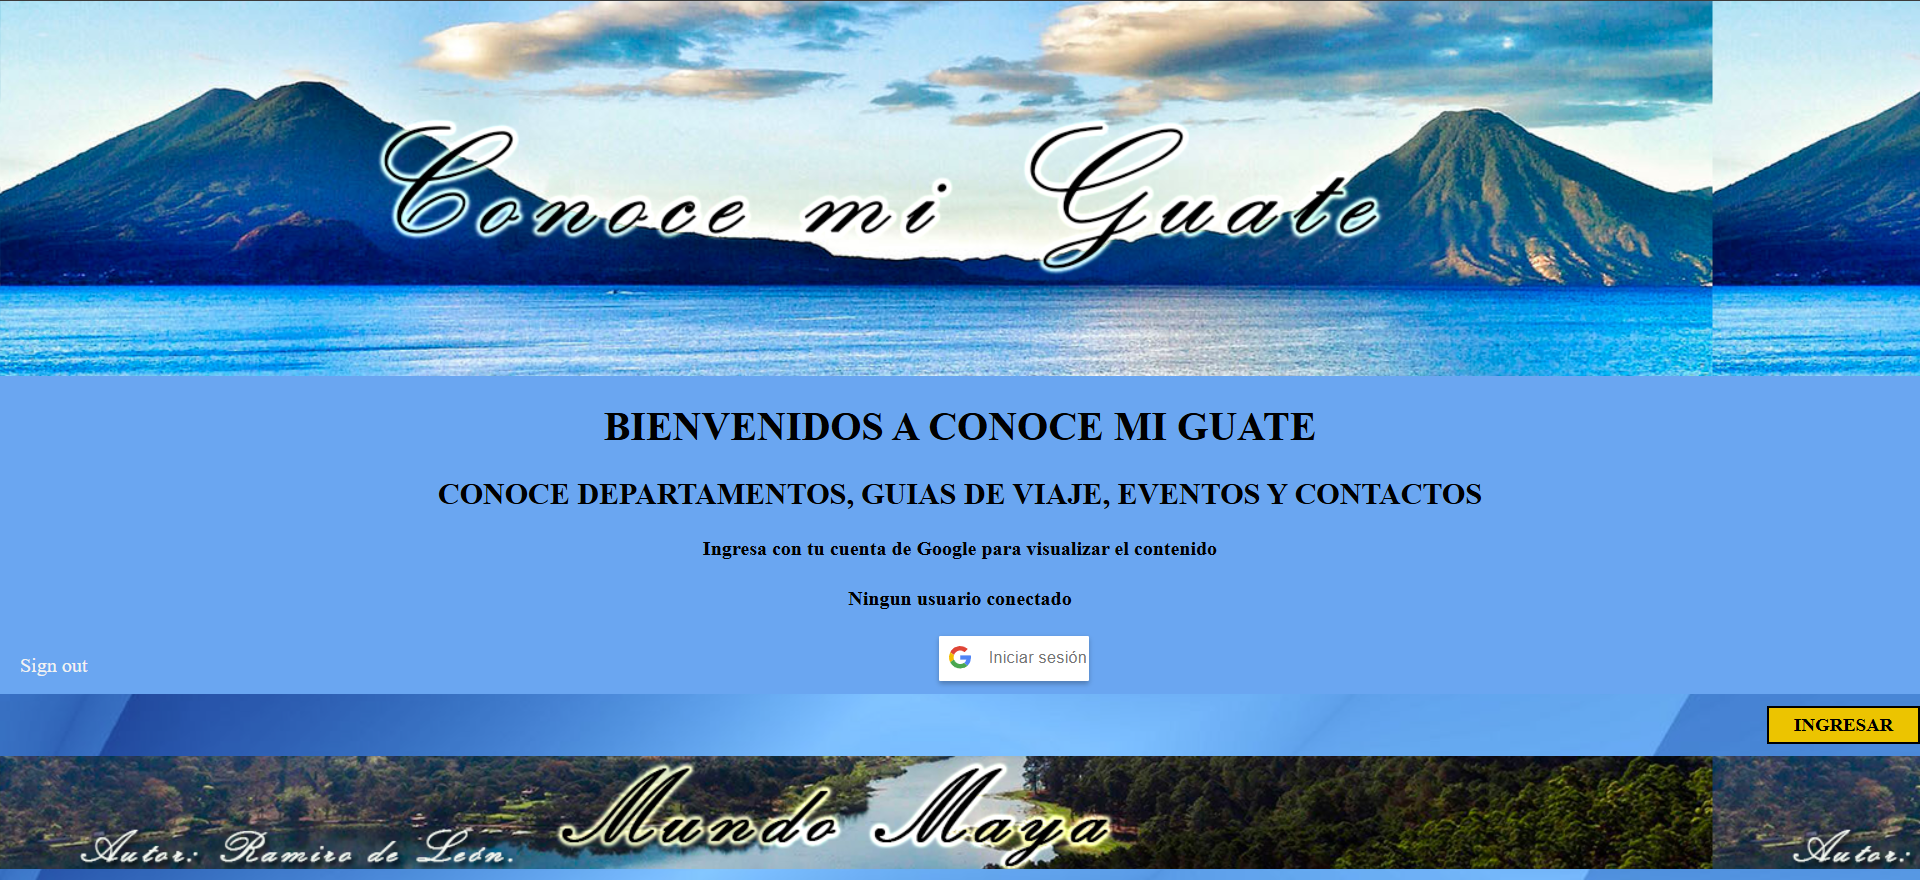 Conoce mi Guate
BIENVENIDOS A CONOCE MI GUATE
CONOCE DEPARTAMENTOS, GUIAS DE VIAJE, EVENTOS Y CONTACTOS
Ingresa con tu cuenta de Google para visualizar el contenido
Ningun usuario conectado
Iniciar sesión
Sign out
INGRESAR
Mundo Maya
Autor: Ramiro de León.
Autor: